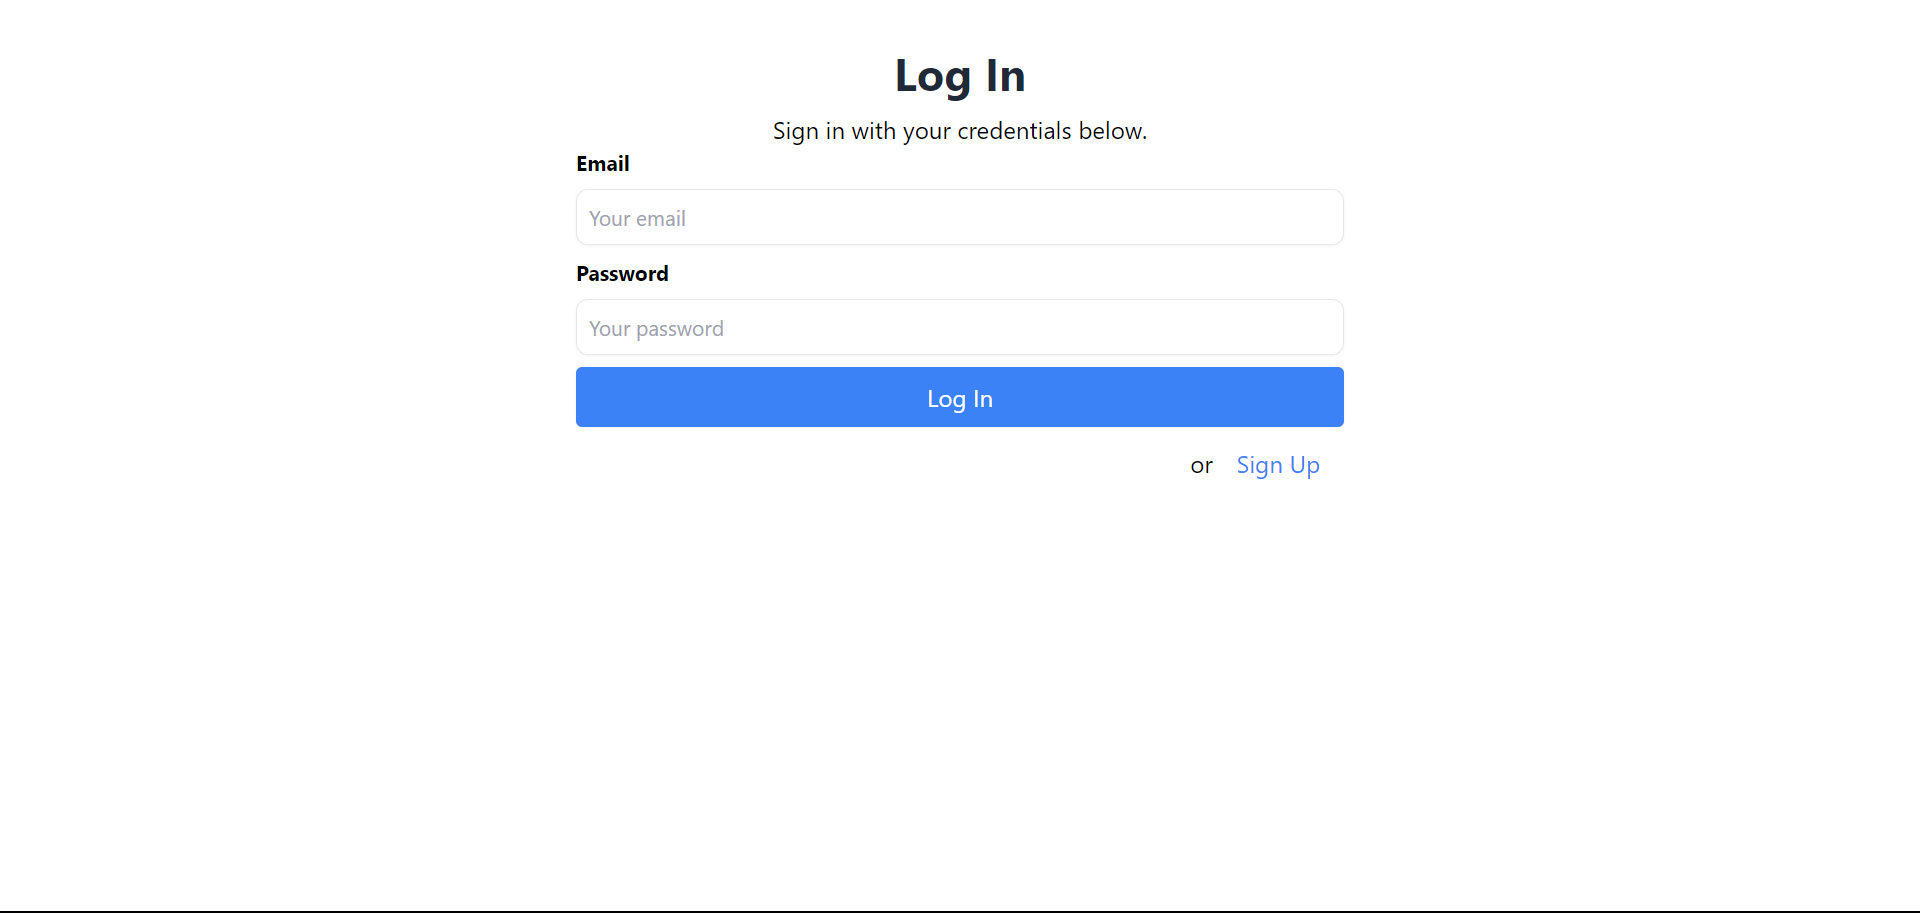 Log In
Sign in with your credentials below.
Email
Your email
Password
Your password
Log In
or Sign Up